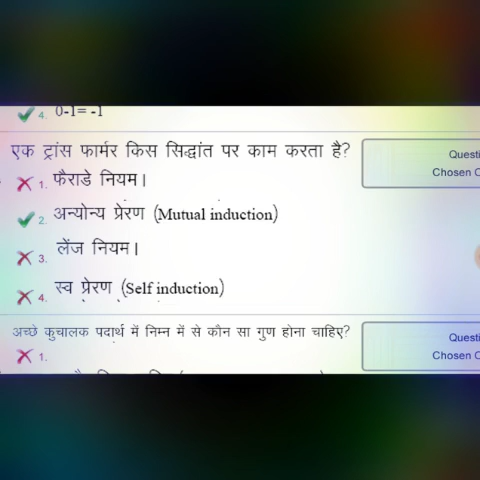 4. 0-1= -1
एक ट्रांस फार्मर किस सिद्धांत पर काम करता है?
Questi
Chosen O
1. फैराडे नियम।
2. अन्योन्य प्रेरण (Mutual induction)
3. लेंज नियम।
4. स्व प्रेरण (Self induction)
अच्छे कुचालक पदार्थ में निम्न में से कौन सा गुण होना चाहिए?
Questi
Chosen O
1.